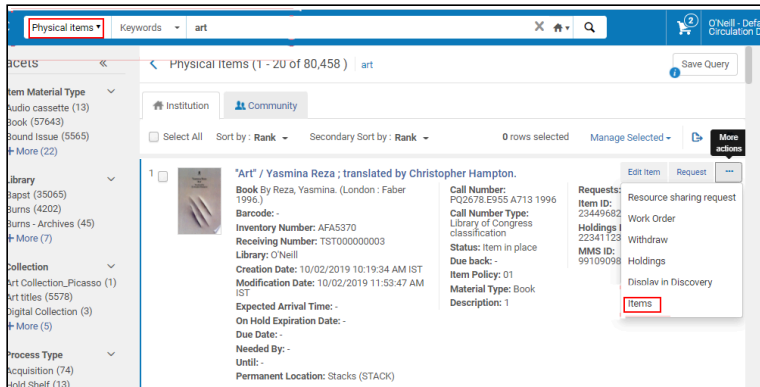 Physical items ▾ Keywords ▾ art
2
O'Neill - Defa
Circulation D
acets «
Item Material Type
Audio cassette (13)
Book (57643)
Bound Issue (5565)
+ More (22)
Library
Bapst (35065)
Burns (4202)
Burns - Archives (45)
+ More (7)
Collection
Art Collection_Picasso (1)
Art titles (5578)
Digital Collection (3)
+ More (5)
Process Type
Acquisition (74)
Hold Shelf (13)
Physical Items (1 - 20 of 80,458 ) art
Save Query
Institution Community
Select All Sort by : Rank Secondary Sort by : Rank 0 rows selected Manage Selected
More
actions
1 "Art" / Yasmina Reza ; translated by Christopher Hampton.
Book By Reza, Yasmina. (London : Faber
1996.)
Barcode: -
Inventory Number: AFA5370
Receiving Number: TST000000003
Library: O'Neill
Creation Date: 10/02/2019 10:19:34 AM IST
Modification Date: 10/02/2019 11:53:47 AM
IST
Expected Arrival Time: -
On Hold Expiration Date: -
Due Date: -
Needed By: -
Until: -
Permanent Location: Stacks (STACK)
Call Number:
PQ2678.E955 A713 1996
Call Number Type:
Library of Congress
classification
Status: Item in place
Due back: -
Item Policy: 01
Material Type: Book
Description: 1
Requests:
Item ID:
23449682
Holdings I
22341123
MMS ID:
99109098
Edit Item Request ...
Resource sharing request
Work Order
Withdraw
Holdings
Display in Discovery
Items